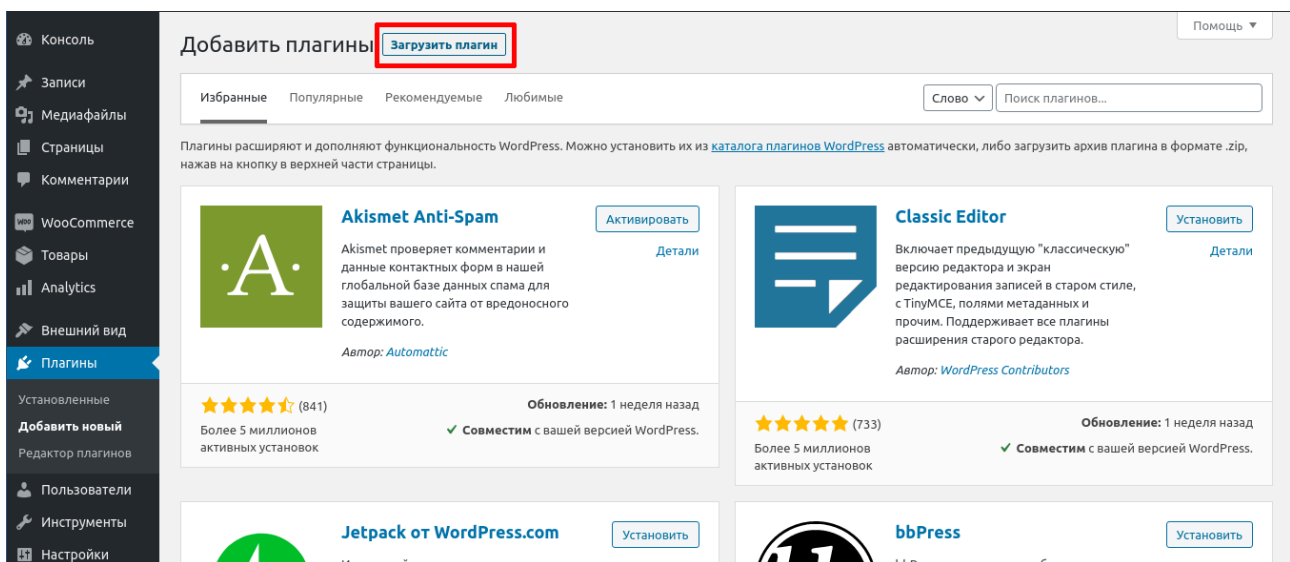 Помощь ▼
Консоль
Записи
Медиафайлы
Страницы
Комментарии
WooCommerce
Товары
Analytics
Внешний вид
Плагины
Установленные
Добавить новый
Редактор плагинов
Пользователи
Инструменты
Настройки
Добавить плагины Загрузить плагин
Избранные Популярные Рекомендуемые Любимые Слово Поиск плагинов...
Плагины расширяют и дополняют функциональность WordPress. Можно установить их из каталога плагинов WordPress автоматически, либо загрузить архив плагина в формате .zip,
нажав на кнопку в верхней части страницы.
·A·
Akismet Anti-Spam
Активировать
Детали
Akismet проверяет комментарии и
данные контактных форм в нашей
глобальной базе данных спама для
защиты вашего сайта от вредоносного
содержимого.
Автор: Automattic
(841)
Более 5 миллионов
активных установок
Обновление: 1 неделя назад
✓ Совместим с вашей версией WordPress.
Classic Editor
Установить
Детали
Включает предыдущую "классическую"
версию редактора и экран
редактирования записей в старом стиле,
с TinyMCE, полями метаданных и
прочим. Поддерживает все плагины
расширения старого редактора.
Автор: WordPress Contributors
(733)
Более 5 миллионов
активных установок
Обновление: 1 неделя назад
✓ Совместим с вашей версией WordPress.
Jetpack от WordPress.com
Установить
bbPress
Установить